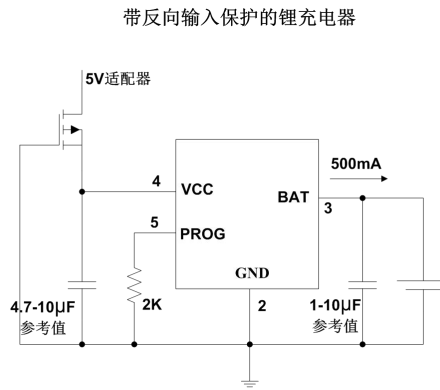 带反向输入保护的锂充电器
5V适配器
500mA
4
VCC
BAT
3
5
PROG
GND
4.7-10μF
参考值
2K
2
1-10μF
参考值